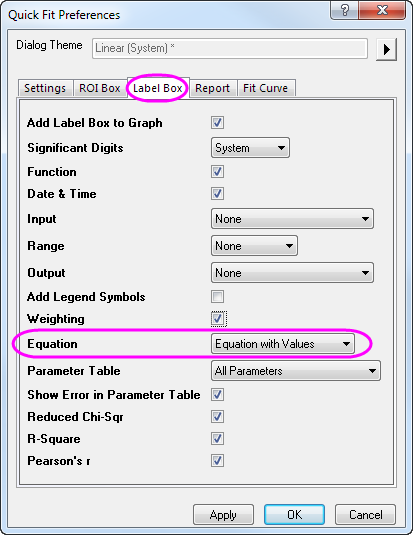 Quick Fit Preferences
Dialog Theme Linear (System) *
Settings ROI Box Label Box Report Fit Curve
Add Label Box to Graph
Significant Digits System
Function
Date & Time
Input None
Range None
Output None
Add Legend Symbols
Weighting
Equation Equation with Values
Parameter Table All Parameters
Show Error in Parameter Table
Reduced Chi-Sqr
R-Square
Pearson's r
Apply OK Cancel